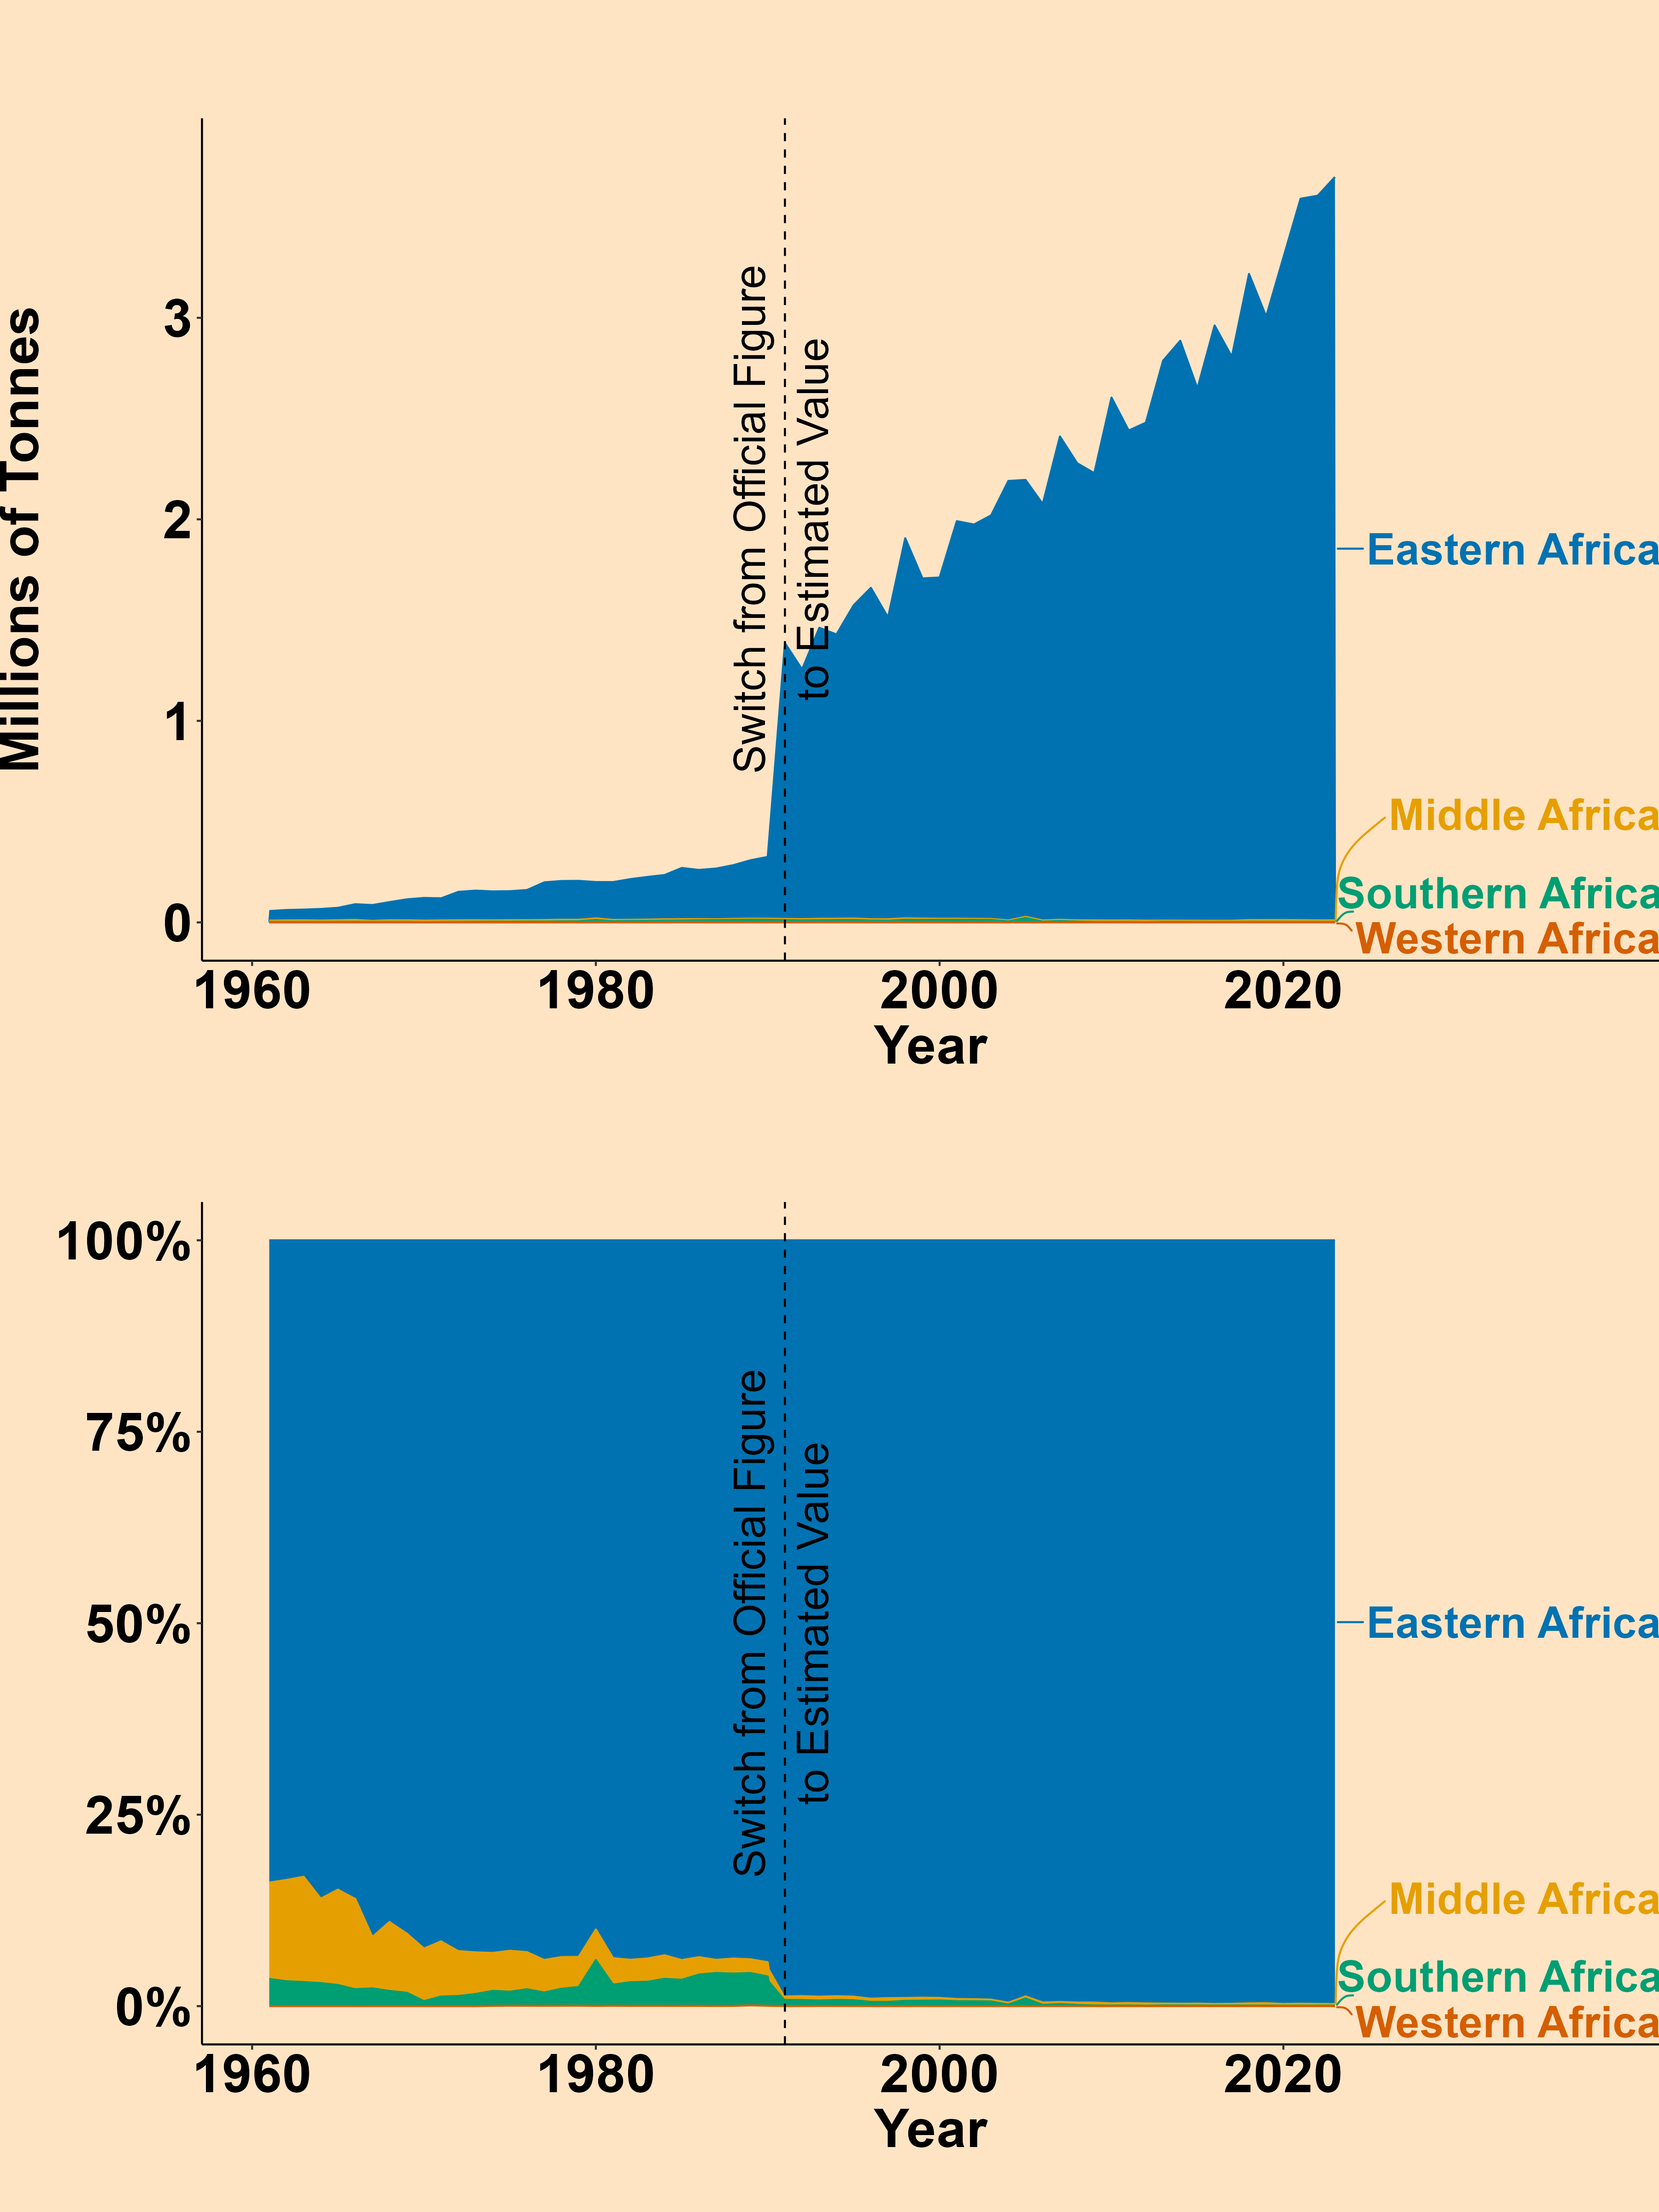 Millions of Tonnes
3
2
1
0
Switch from Official Figure
to Estimated Value
Eastern Africa
Middle Africa
Southern Africa
Western Africa
1960 1980 2000 2020
Year
100%
75%
50%
25%
0%
Switch from Official Figure
to Estimated Value
Eastern Africa
Middle Africa
Southern Africa
Western Africa
1960 1980 2000 2020
Year